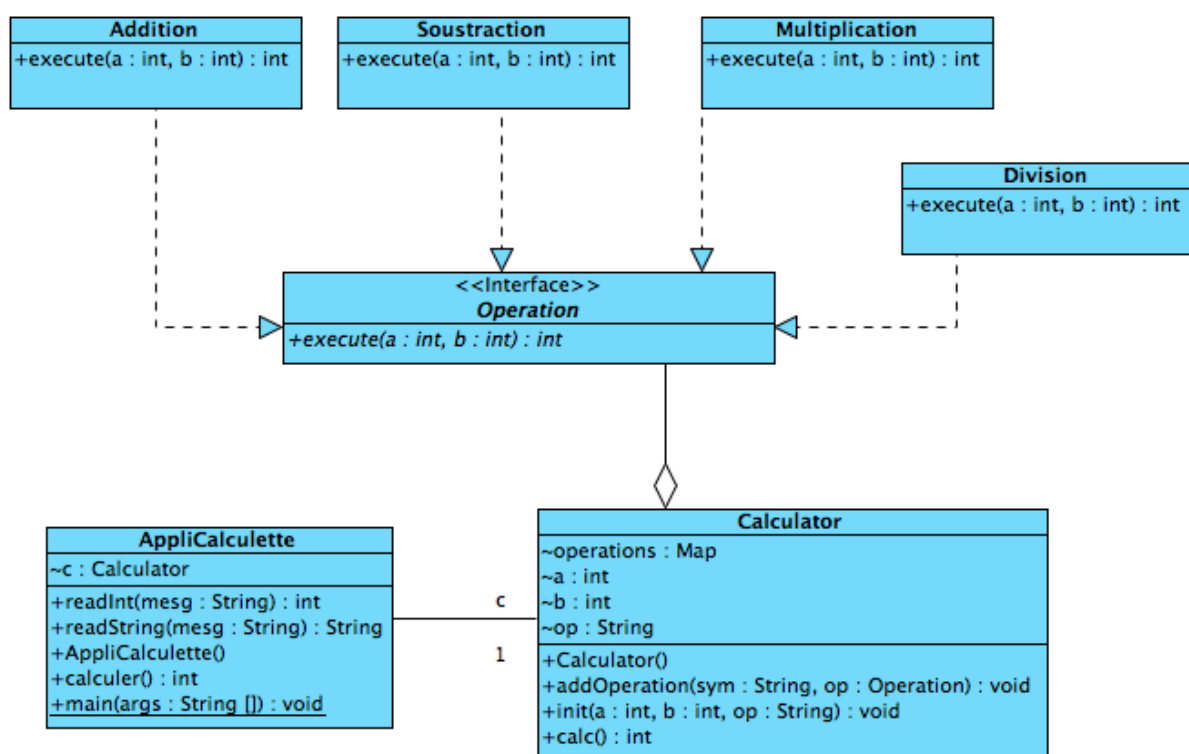 Addition
+execute(a : int, b : int) : int
Soustraction
+execute(a : int, b : int) : int
Multiplication
+execute(a : int, b : int) : int
Division
+execute(a : int, b : int) : int
<<Interface>>
Operation
+execute(a : int, b : int) : int
AppliCalculette
~c : Calculator
+readInt(mesg : String) : int
+readString(mesg : String) : String
+AppliCalculette()
+calculer() : int
+main(args : String []) : void
c
1
Calculator
~operations : Map
~a : int
~b : int
~op : String
+Calculator()
+addOperation(sym : String, op : Operation) : void
+init(a : int, b : int, op : String) : void
+calc() : int